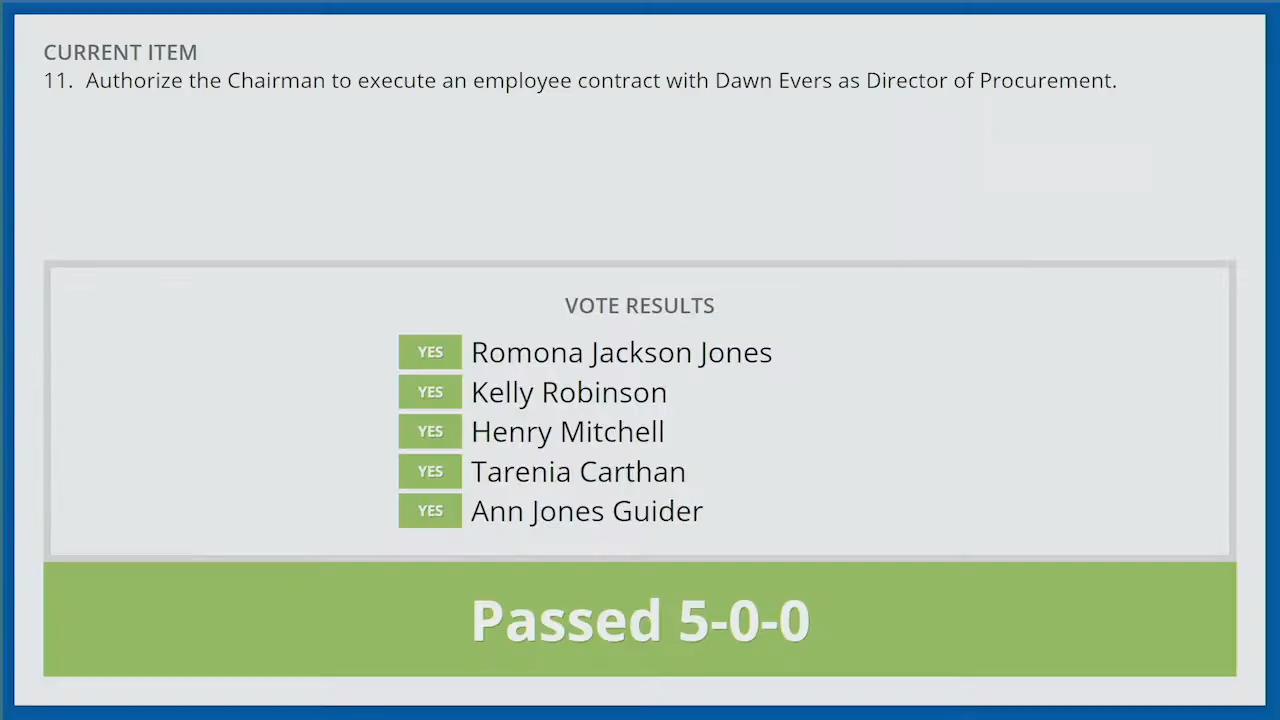 CURRENT ITEM
11. Authorize the Chairman to execute an employee contract with Dawn Evers as Director of Procurement.
VOTE RESULTS
YES Romona Jackson Jones
YES Kelly Robinson
YES Henry Mitchell
YES Tarenia Carthan
YES Ann Jones Guider
Passed 5-0-0